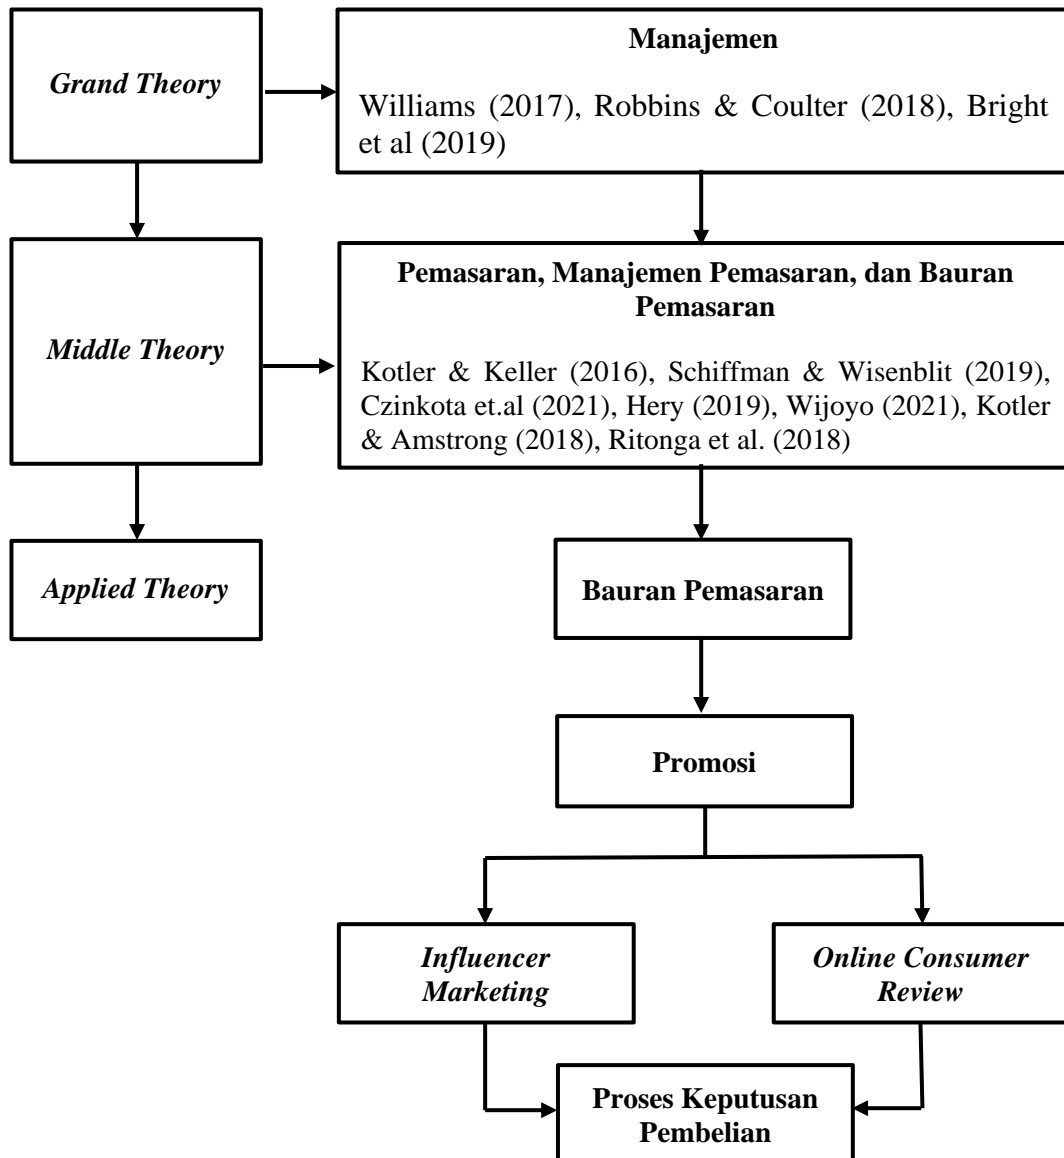 Grand Theory
Manajemen
Williams (2017), Robbins & Coulter (2018), Bright
et al (2019)
Middle Theory
Pemasaran, Manajemen Pemasaran, dan Bauran
Pemasaran
Kotler & Keller (2016), Schiffman & Wisenblit (2019),
Czinkota et.al (2021), Hery (2019), Wijoyo (2021), Kotler
& Amstrong (2018), Ritonga et al. (2018)
Applied Theory
Bauran Pemasaran
Promosi
Influencer
Marketing
Online Consumer
Review
Proses Keputusan
Pembelian